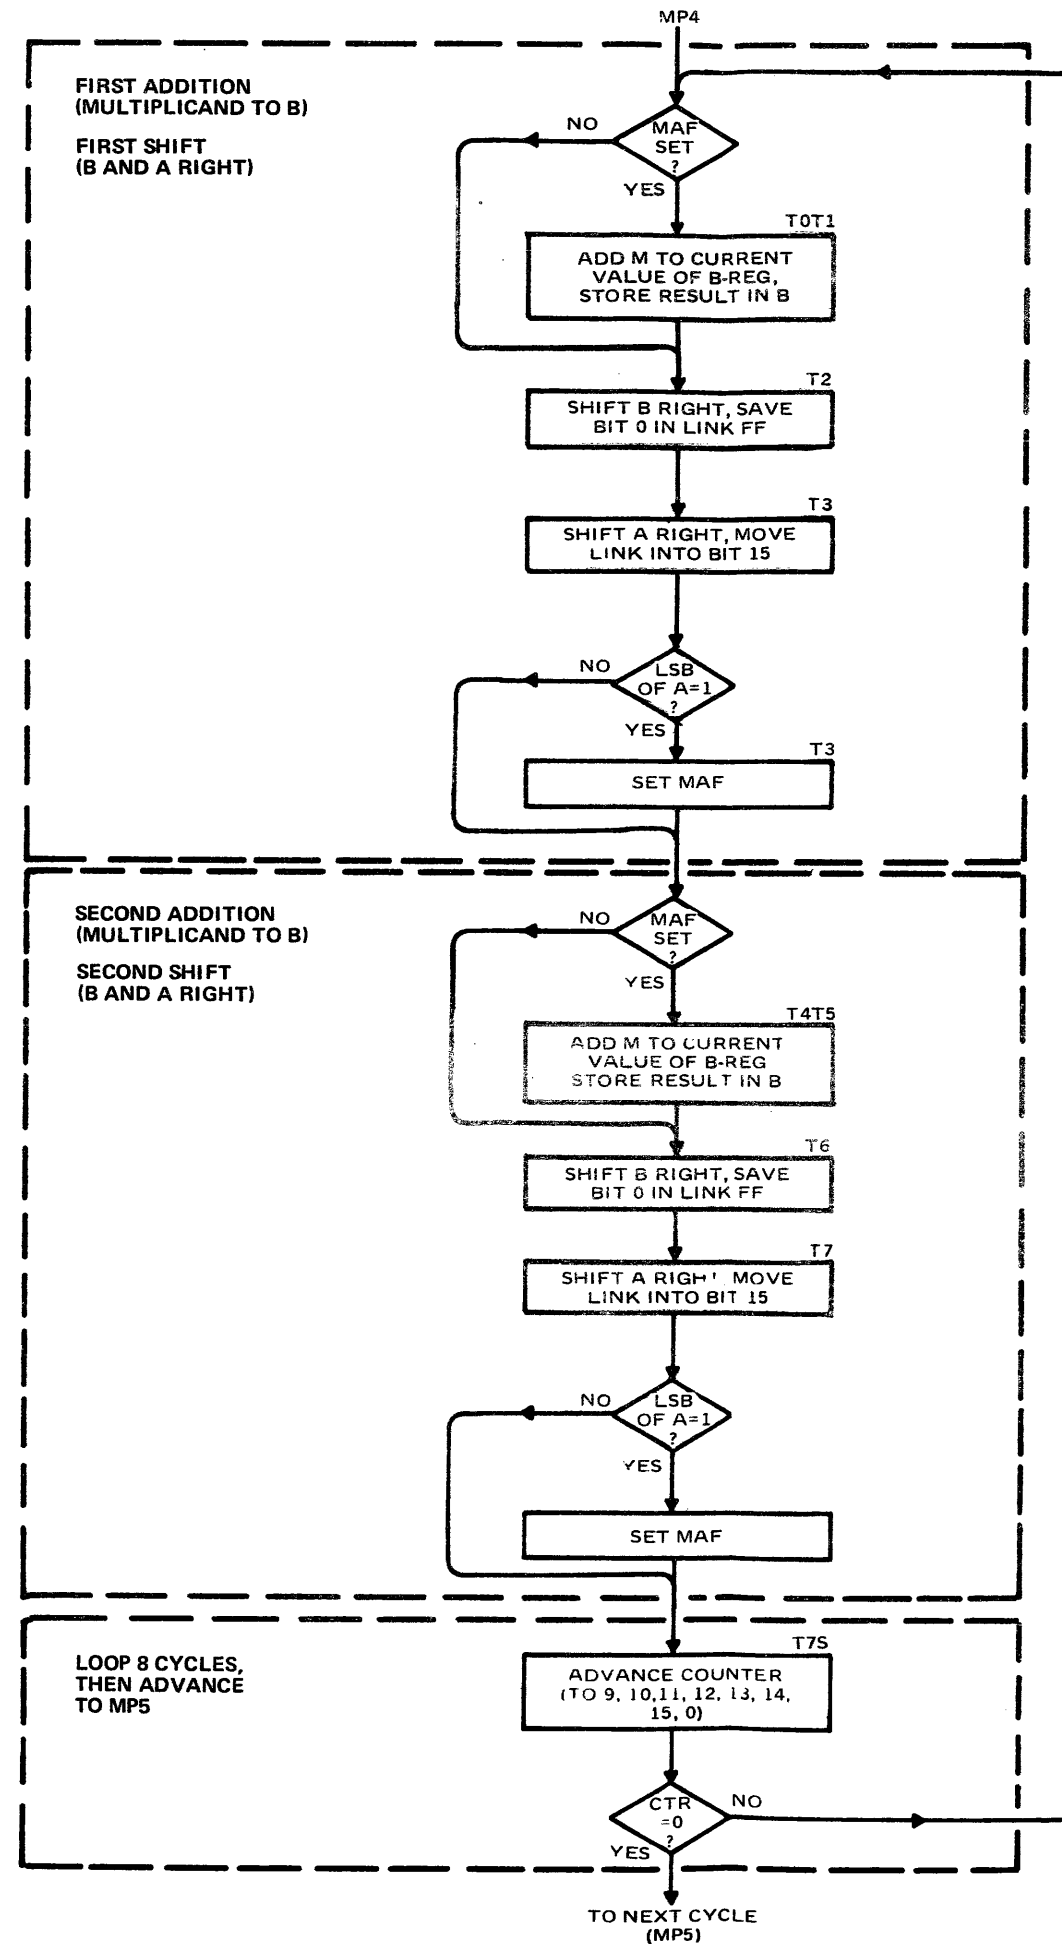 MP4
FIRST ADDITION
(MULTIPLICAND TO B)
FIRST SHIFT
(B AND A RIGHT)
NO
MAF
SET
?
YES
T0T1
ADD M TO CURRENT
VALUE OF B-REG,
STORE RESULT IN B
T2
SHIFT B RIGHT, SAVE
BIT 0 IN LINK FF
T3
SHIFT A RIGHT, MOVE
LINK INTO BIT 15
NO
LSB
OF A=1
?
YES
T3
SET MAF
SECOND ADDITION
(MULTIPLICAND TO B)
SECOND SHIFT
(B AND A RIGHT)
NO
MAF
SET
?
YES
T4T5
ADD M TO CURRENT
VALUE OF B-REG
STORE RESULT IN B
T6
SHIFT B RIGHT, SAVE
BIT 0 IN LINK FF
T7
SHIFT A RIGH' MOVE
LINK INTO BIT 15
NO
LSB
OF A=1
?
YES
SET MAF
LOOP 8 CYCLES,
THEN ADVANCE
TO MP5
T7S
ADVANCE COUNTER
(TO 9, 10,11, 12, 13, 14,
15, 0)
CTR
=0
?
NO
YES
TO NEXT CYCLE
(MP5)